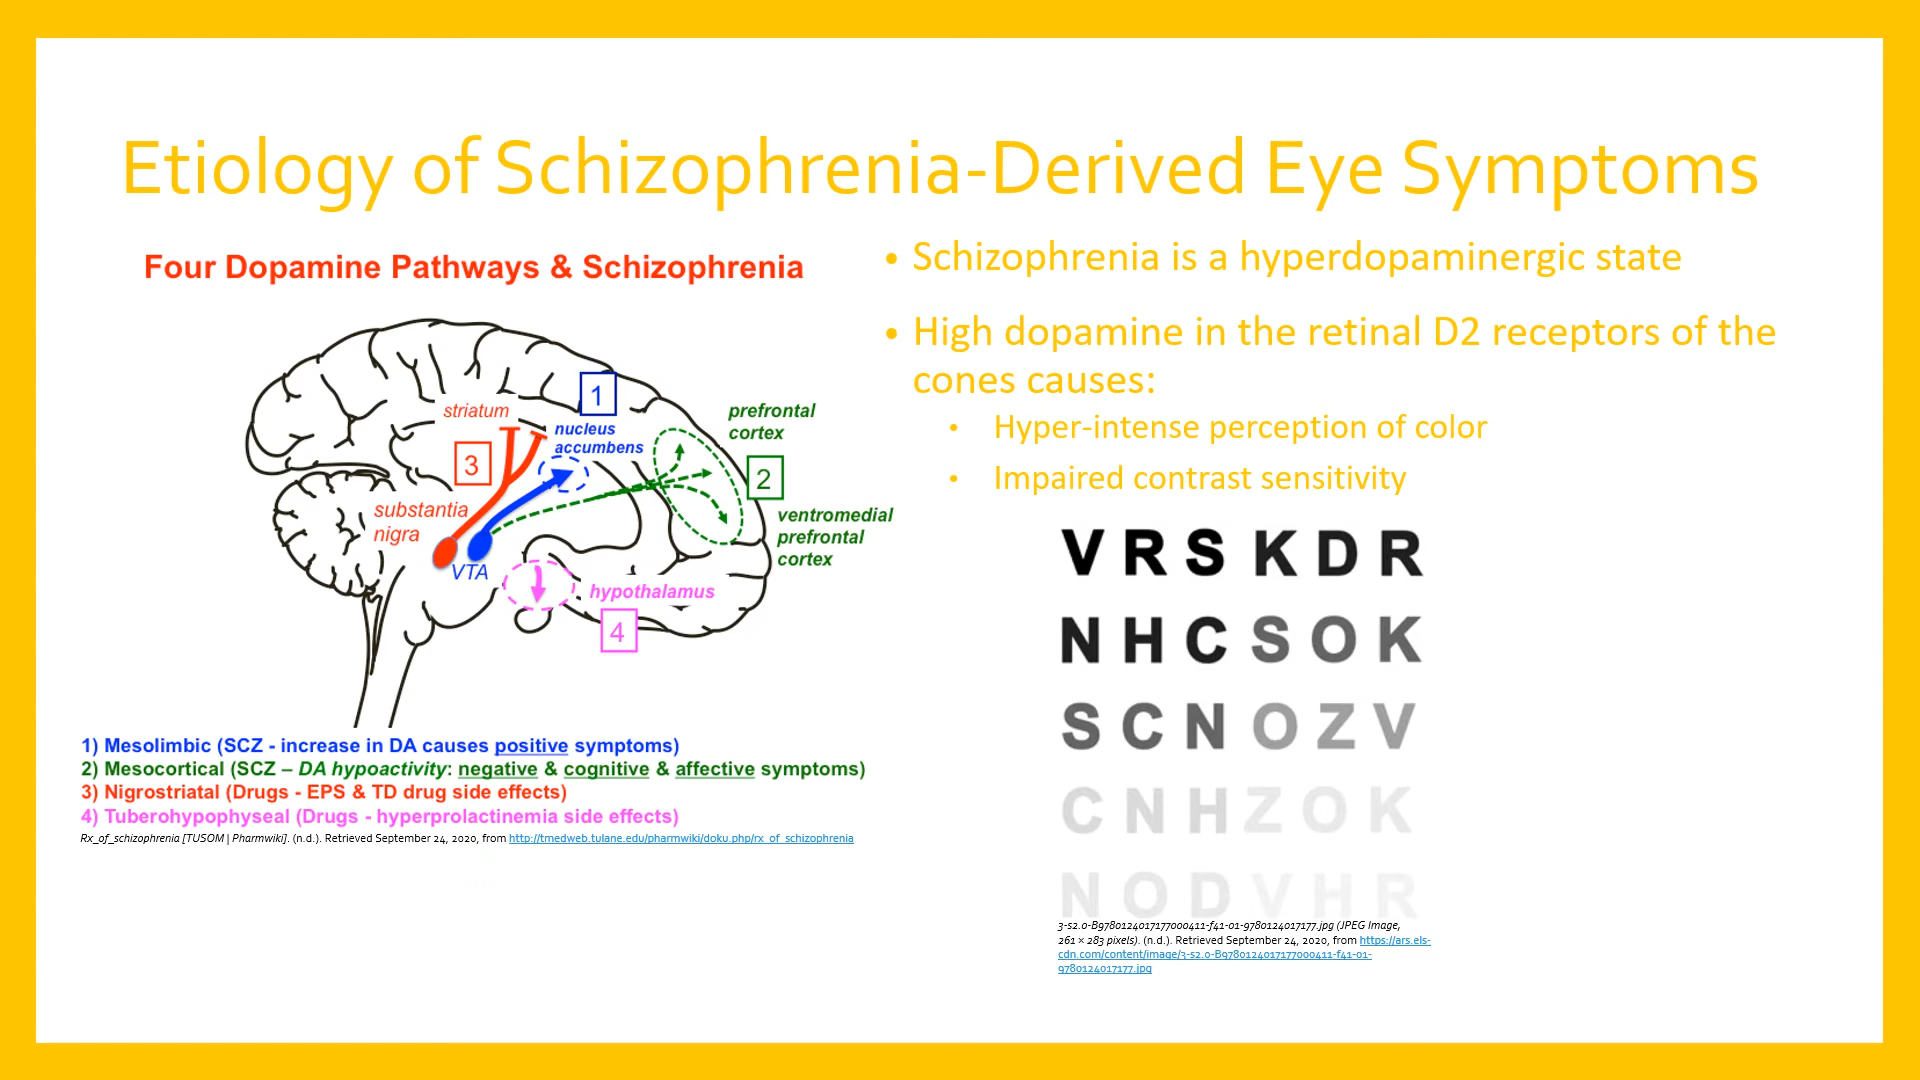 Etiology of Schizophrenia-Derived Eye Symptoms
Four Dopamine Pathways & Schizophrenia
striatum
1
nucleus
accumbens
prefrontal
cortex
3
2
substantia
nigra
ventromedial
prefrontal
cortex
VTA
hypothalamus
4
1) Mesolimbic (SCZ - increase in DA causes positive symptoms)
2) Mesocortical (SCZ – DA hypoactivity: negative & cognitive & affective symptoms)
3) Nigrostriatal (Drugs - EPS & TD drug side effects)
4) Tuberohypophyseal (Drugs - hyperprolactinemia side effects)
Rx_of_schizophrenia [TUSOM | Pharmwiki]. (n.d.). Retrieved September 24, 2020, from http://tmedweb.tulane.edu/pharmwiki/doku.php/rx_of_schizophrenia
• Schizophrenia is a hyperdopaminergic state
• High dopamine in the retinal D2 receptors of the
cones causes:
• Hyper-intense perception of color
• Impaired contrast sensitivity
V R S K D R
N H C S O K
S C N O Z V
C N H Z O K
N O D V H R
3-s2.0-B9780124017177000411-f41-01-9780124017177.jpg (JPEG Image,
261 × 283 pixels). (n.d.). Retrieved September 24, 2020, from https://ars.els-
cdn.com/content/image/3-s2.0-B9780124017177000411-f41-01-
9780124017177.jpg